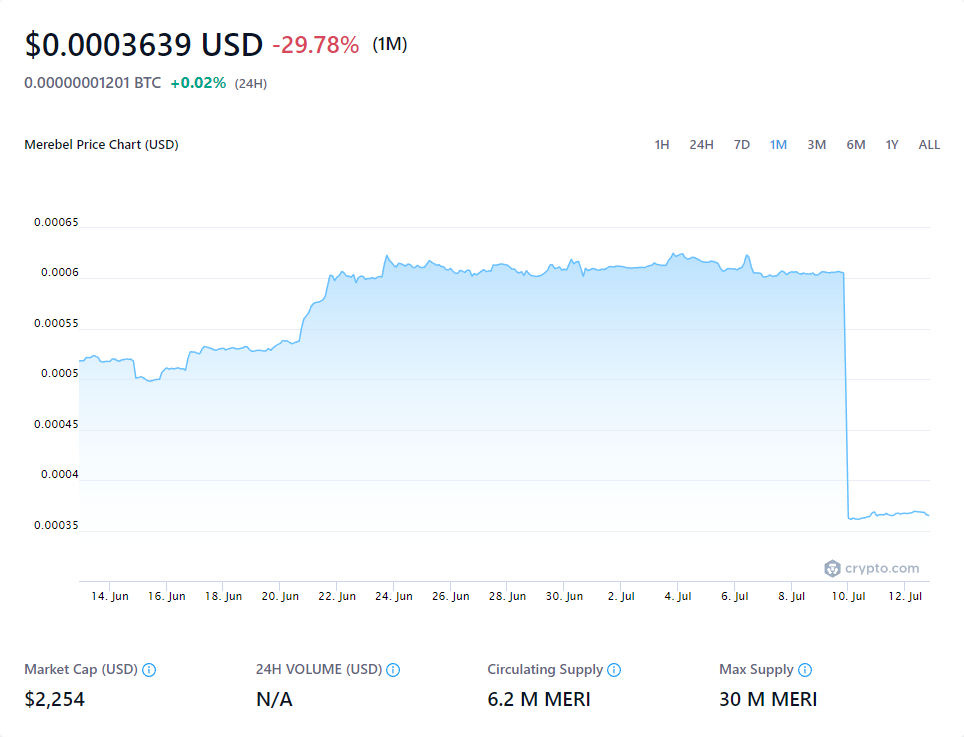 $0.0003639 USD -29.78% (1M)
0.00000001201 BTC +0.02% (24H)
Merebel Price Chart (USD) 1H 24H 7D 1M 3M 6M 1Y ALL
0.00065
0.0006
0.00055
0.0005
0.00045
0.0004
0.00035
crypto.com
14. Jun 16. Jun 18. Jun 20. Jun 22. Jun 24. Jun 26. Jun 28. Jun 30. Jun 2. Jul 4. Jul 6. Jul 8. Jul 10. Jul 12. Jul
Market Cap (USD) 24H VOLUME (USD) Circulating Supply Max Supply
$2,254 N/A 6.2 M MERI 30 M MERI